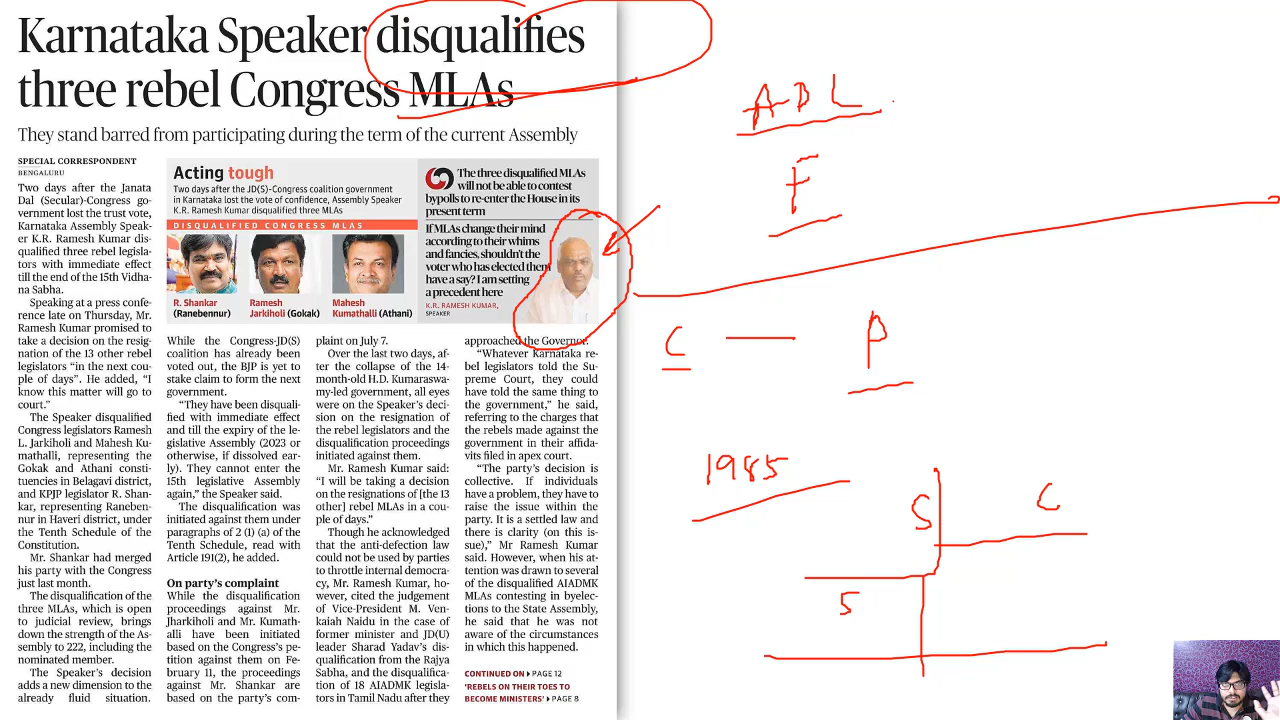 Karnataka Speaker disqualifies
three rebel Congress MLAs
They stand barred from participating during the term of the current Assembly
SPECIAL CORRESPONDENT
BENGALURU
Two days after the Janata
Dal (Secular)-Congress go-
vernment lost the trust vote,
Karnataka Assembly Speak-
er K.R. Ramesh Kumar dis-
qualified three rebel legisla-
tors with immediate effect
till the end of the 15th Vidha-
na Sabha.
Speaking at a press confe-
rence late on Thursday, Mr.
Ramesh Kumar promised to
take a decision on the resig-
nation of the 13 other rebel
legislators “in the next cou-
ple of days”. He added, “I
know this matter will go to
court.”
The Speaker disqualified
Congress legislators Ramesh
L. Jarkiholi and Mahesh Ku-
mathalli, representing the
Gokak and Athani consti-
tuencies in Belagavi district,
and KPJP legislator R. Shan-
kar, representing Raneben-
nur in Haveri district, under
the Tenth Schedule of the
Constitution.
Mr. Shankar had merged
his party with the Congress
just last month.
The disqualification of the
three MLAs, which is open
to judicial review, brings
down the strength of the As-
sembly to 222, including the
nominated member.
The Speaker’s decision
adds a new dimension to the
already fluid situation.
Acting tough
Two days after the JD(S)-Congress coalition government
in Karnataka lost the vote of confidence, Assembly Speaker
K.R. Ramesh Kumar disqualified three MLAs
DISQUALIFIED CONGRESS MLAS
R. Shankar
(Ranebennur)
Ramesh
Jarkiholi (Gokak)
Mahesh
Kumathalli (Athani)
The three disqualified MLAs
will not be able to contest
bypolls to re-enter the House in its
present term
If MLAs change their mind
according to their whims
and fancies, shouldn’t the
voter who has elected them
have a say? I am setting
a precedent here
K.R. RAMESH KUMAR,
SPEAKER
While the Congress-JD(S)
coalition has already been
voted out, the BJP is yet to
stake claim to form the next
government.
“They have been disquali-
fied with immediate effect
and till the expiry of the le-
gislative Assembly (2023 or
otherwise, if dissolved ear-
ly). They cannot enter the
15th legislative Assembly
again,” the Speaker said.
The disqualification was
initiated against them under
paragraphs of 2 (1) (a) of the
Tenth Schedule, read with
Article 191(2), he added.
On party’s complaint
While the disqualification
proceedings against Mr.
Jharkiholi and Mr. Kumath-
alli have been initiated
based on the Congress’s pe-
tition against them on Fe-
bruary 11, the proceedings
against Mr. Shankar are
based on the party’s com-
plaint on July 7.
Over the last two days, af-
ter the collapse of the 14-
month-old H.D. Kumaraswa-
my-led government, all eyes
were on the Speaker’s deci-
sion on the resignation of
the rebel legislators and the
disqualification proceedings
initiated against them.
Mr. Ramesh Kumar said:
“I will be taking a decision
on the resignations of [the 13
other] rebel MLAs in a cou-
ple of days.”
Though he acknowledged
that the anti-defection law
could not be used by parties
to throttle internal democra-
cy, Mr. Ramesh Kumar, ho-
wever, cited the judgement
of Vice-President M. Ven-
kaiah Naidu in the case of
former minister and JD(U)
leader Sharad Yadav’s dis-
qualification from the Rajya
Sabha, and the disqualifica-
tion of 18 AIADMK legisla-
tors in Tamil Nadu after they
approached the Governor.
“Whatever Karnataka re-
bel legislators told the Su-
preme Court, they could
have told the same thing to
the government,” he said,
referring to the charges that
the rebels made against the
government in their affida-
vits filed in apex court.
“The party’s decision is
collective. If individuals
have a problem, they have to
raise the issue within the
party. It is a settled law and
there is clarity (on this is-
sue),” Mr Ramesh Kumar
said. However, when his at-
tention was drawn to several
of the disqualified AIADMK
MLAs contesting in byelec-
tions to the State Assembly,
he said that he was not
aware of the circumstances
in which this happened.
CONTINUED ON ▸ PAGE 12
‘REBELS ON THEIR TOES TO
BECOME MINISTERS’ ▸ PAGE 8
A-D L
F
C — P
1985
S C
5